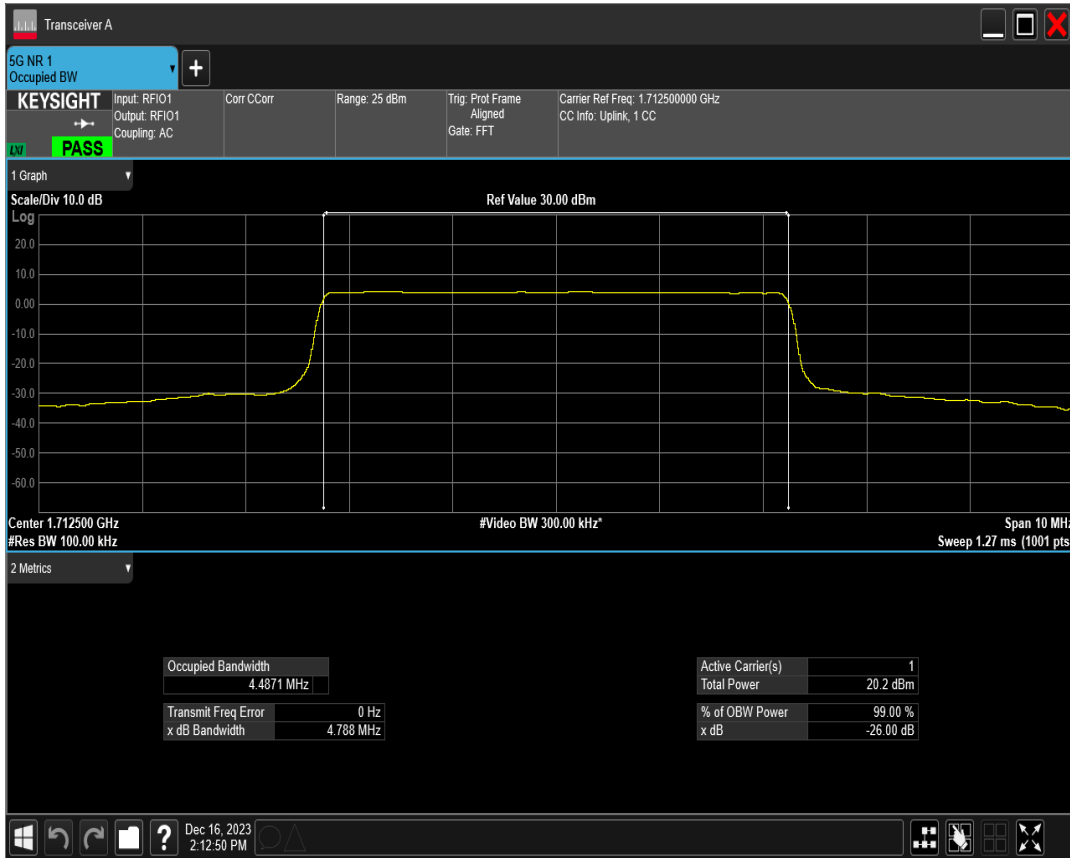 Transceiver A
5G NR 1
Occupied BW
KEYSIGHT
LXI
PASS
Input: RFIO1
Output: RFIO1
Coupling: AC
Corr CCorr
Range: 25 dBm
Trig: Prot Frame
Aligned
Gate: FFT
Carrier Ref Freq: 1.712500000 GHz
CC Info: Uplink, 1 CC
1 Graph
Scale/Div 10.0 dB
Ref Value 30.00 dBm
Log
20.0
10.0
0.00
-10.0
-20.0
-30.0
-40.0
-50.0
-60.0
Center 1.712500 GHz
#Video BW 300.00 kHz*
Span 10 MHz
#Res BW 100.00 kHz
Sweep 1.27 ms (1001 pts
2 Metrics
Occupied Bandwidth
4.4871 MHz
Transmit Freq Error 0 Hz
x dB Bandwidth 4.788 MHz
Active Carrier(s) 1
Total Power 20.2 dBm
% of OBW Power 99.00 %
x dB -26.00 dB
?
Dec 16, 2023
2:12:50 PM